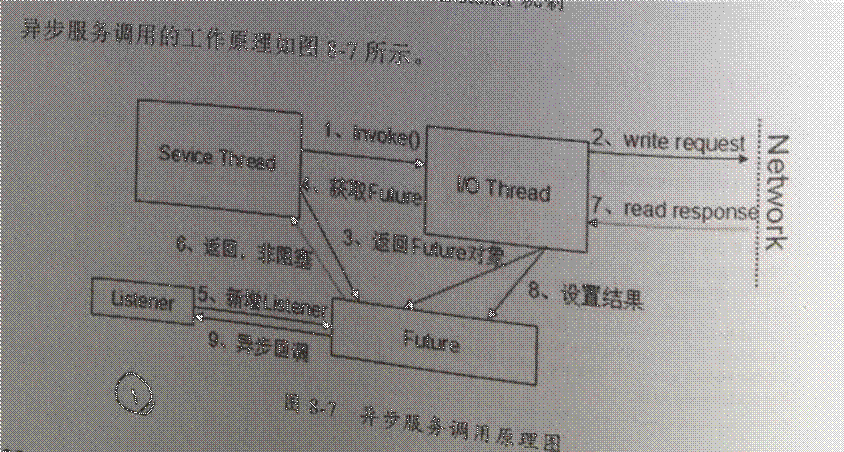 异步服务调用的工作原理如图 8-7 所示。
Sevice Thread
1、invoke()
I/O Thread
2、write request
Network
4、获取Future
7、read response
3、返回Future对象
6、返回，非阻塞
8、设置结果
Listener
5、新增Listener
Future
9、异步回调
图 8-7 异步服务调用原理图